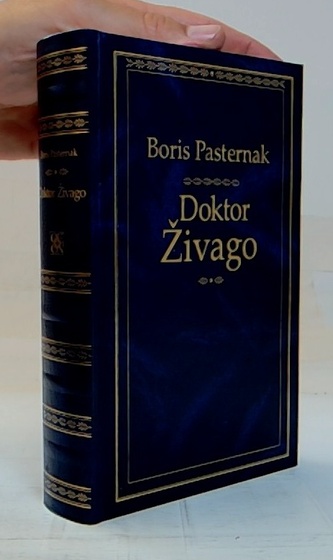 Boris Pasternak
Doktor
Živago
Boris Pasternak
Doktor Živago